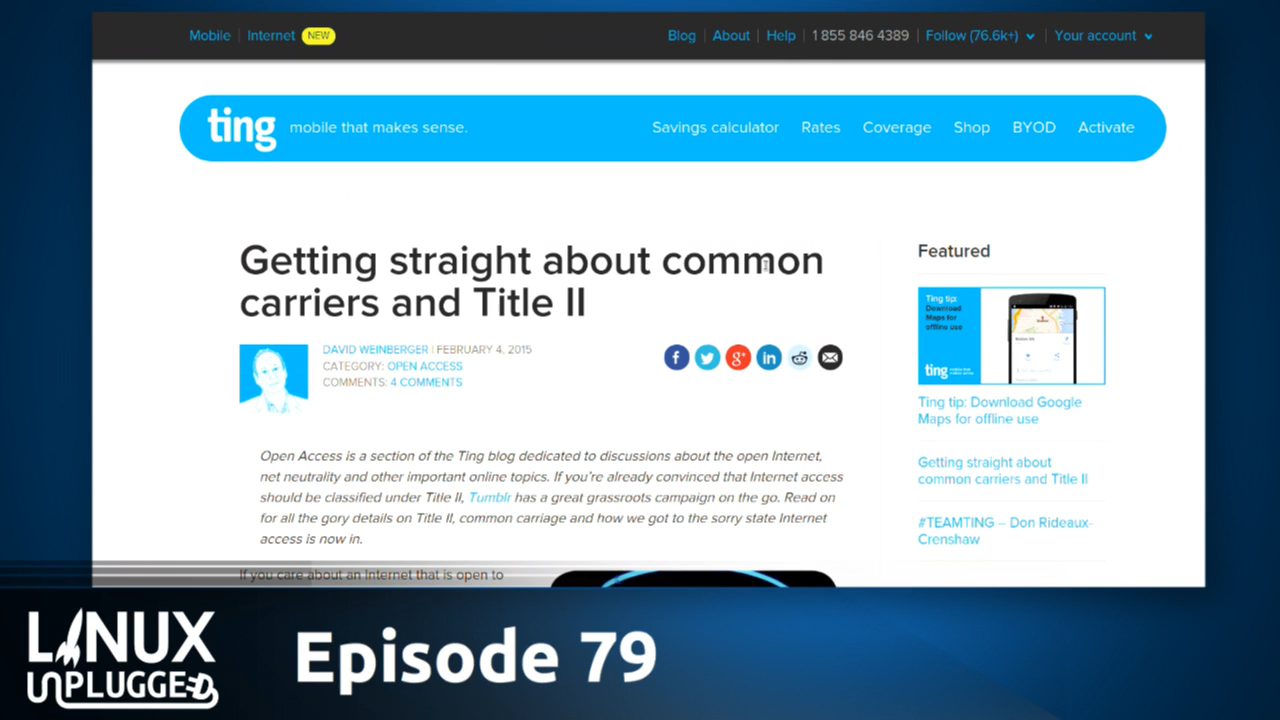 Mobile Internet NEW Blog About Help 1 855 846 4389 Follow (76.6k+) Your account
ting mobile that makes sense. Savings calculator Rates Coverage Shop BYOD Activate
Getting straight about common
carriers and Title II
DAVID WEINBERGER | FEBRUARY 4, 2015
CATEGORY: OPEN ACCESS
COMMENTS: 4 COMMENTS
Open Access is a section of the Ting blog dedicated to discussions about the open Internet,
net neutrality and other important online topics. If you're already convinced that Internet access
should be classified under Title II, Tumblr has a great grassroots campaign on the go. Read on
for all the gory details on Title II, common carriage and how we got to the sorry state Internet
access is now in.
If you care about an Internet that is open to
Featured
Ting tip:
Download
Maps for
offline use
ting
Ting tip: Download Google
Maps for offline use
Getting straight about
common carriers and Title II
#TEAMTING – Don Rideaux-
Crenshaw
LINUX
UNPLUGGED
Episode 79